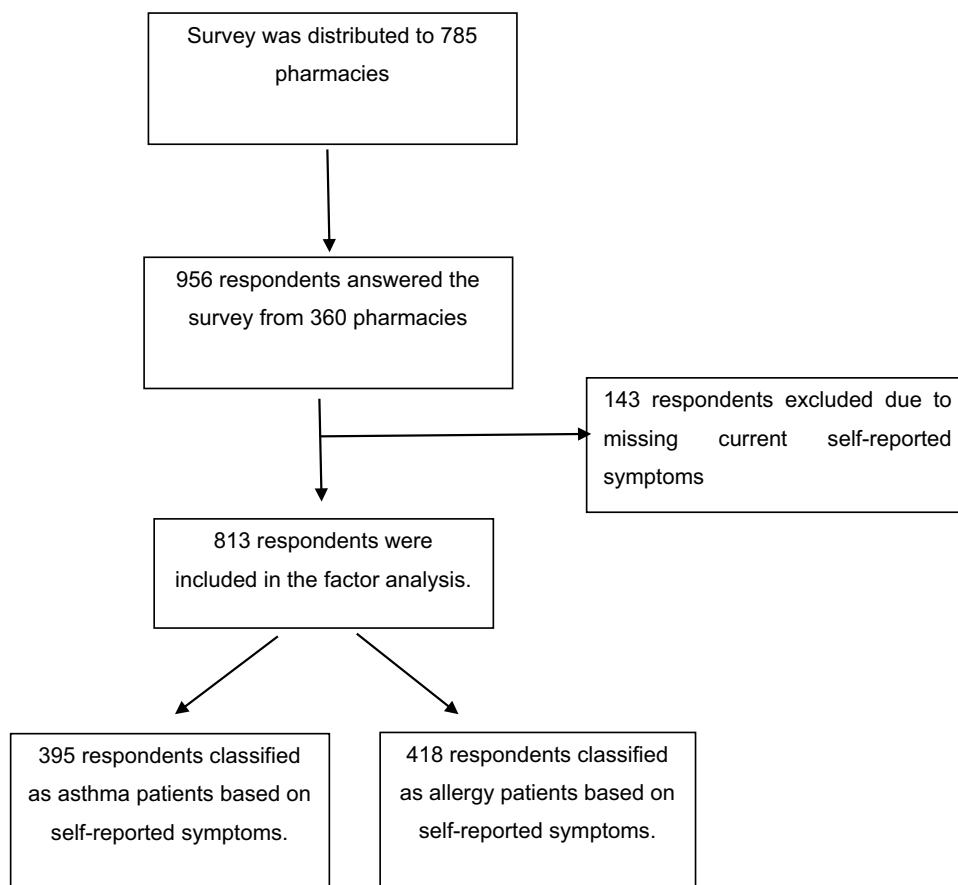 Survey was distributed to 785
pharmacies
956 respondents answered the
survey from 360 pharmacies
143 respondents excluded due to
missing current self-reported
symptoms
813 respondents were
included in the factor analysis.
395 respondents classified
as asthma patients based on
self-reported symptoms.
418 respondents classified
as allergy patients based on
self-reported symptoms.